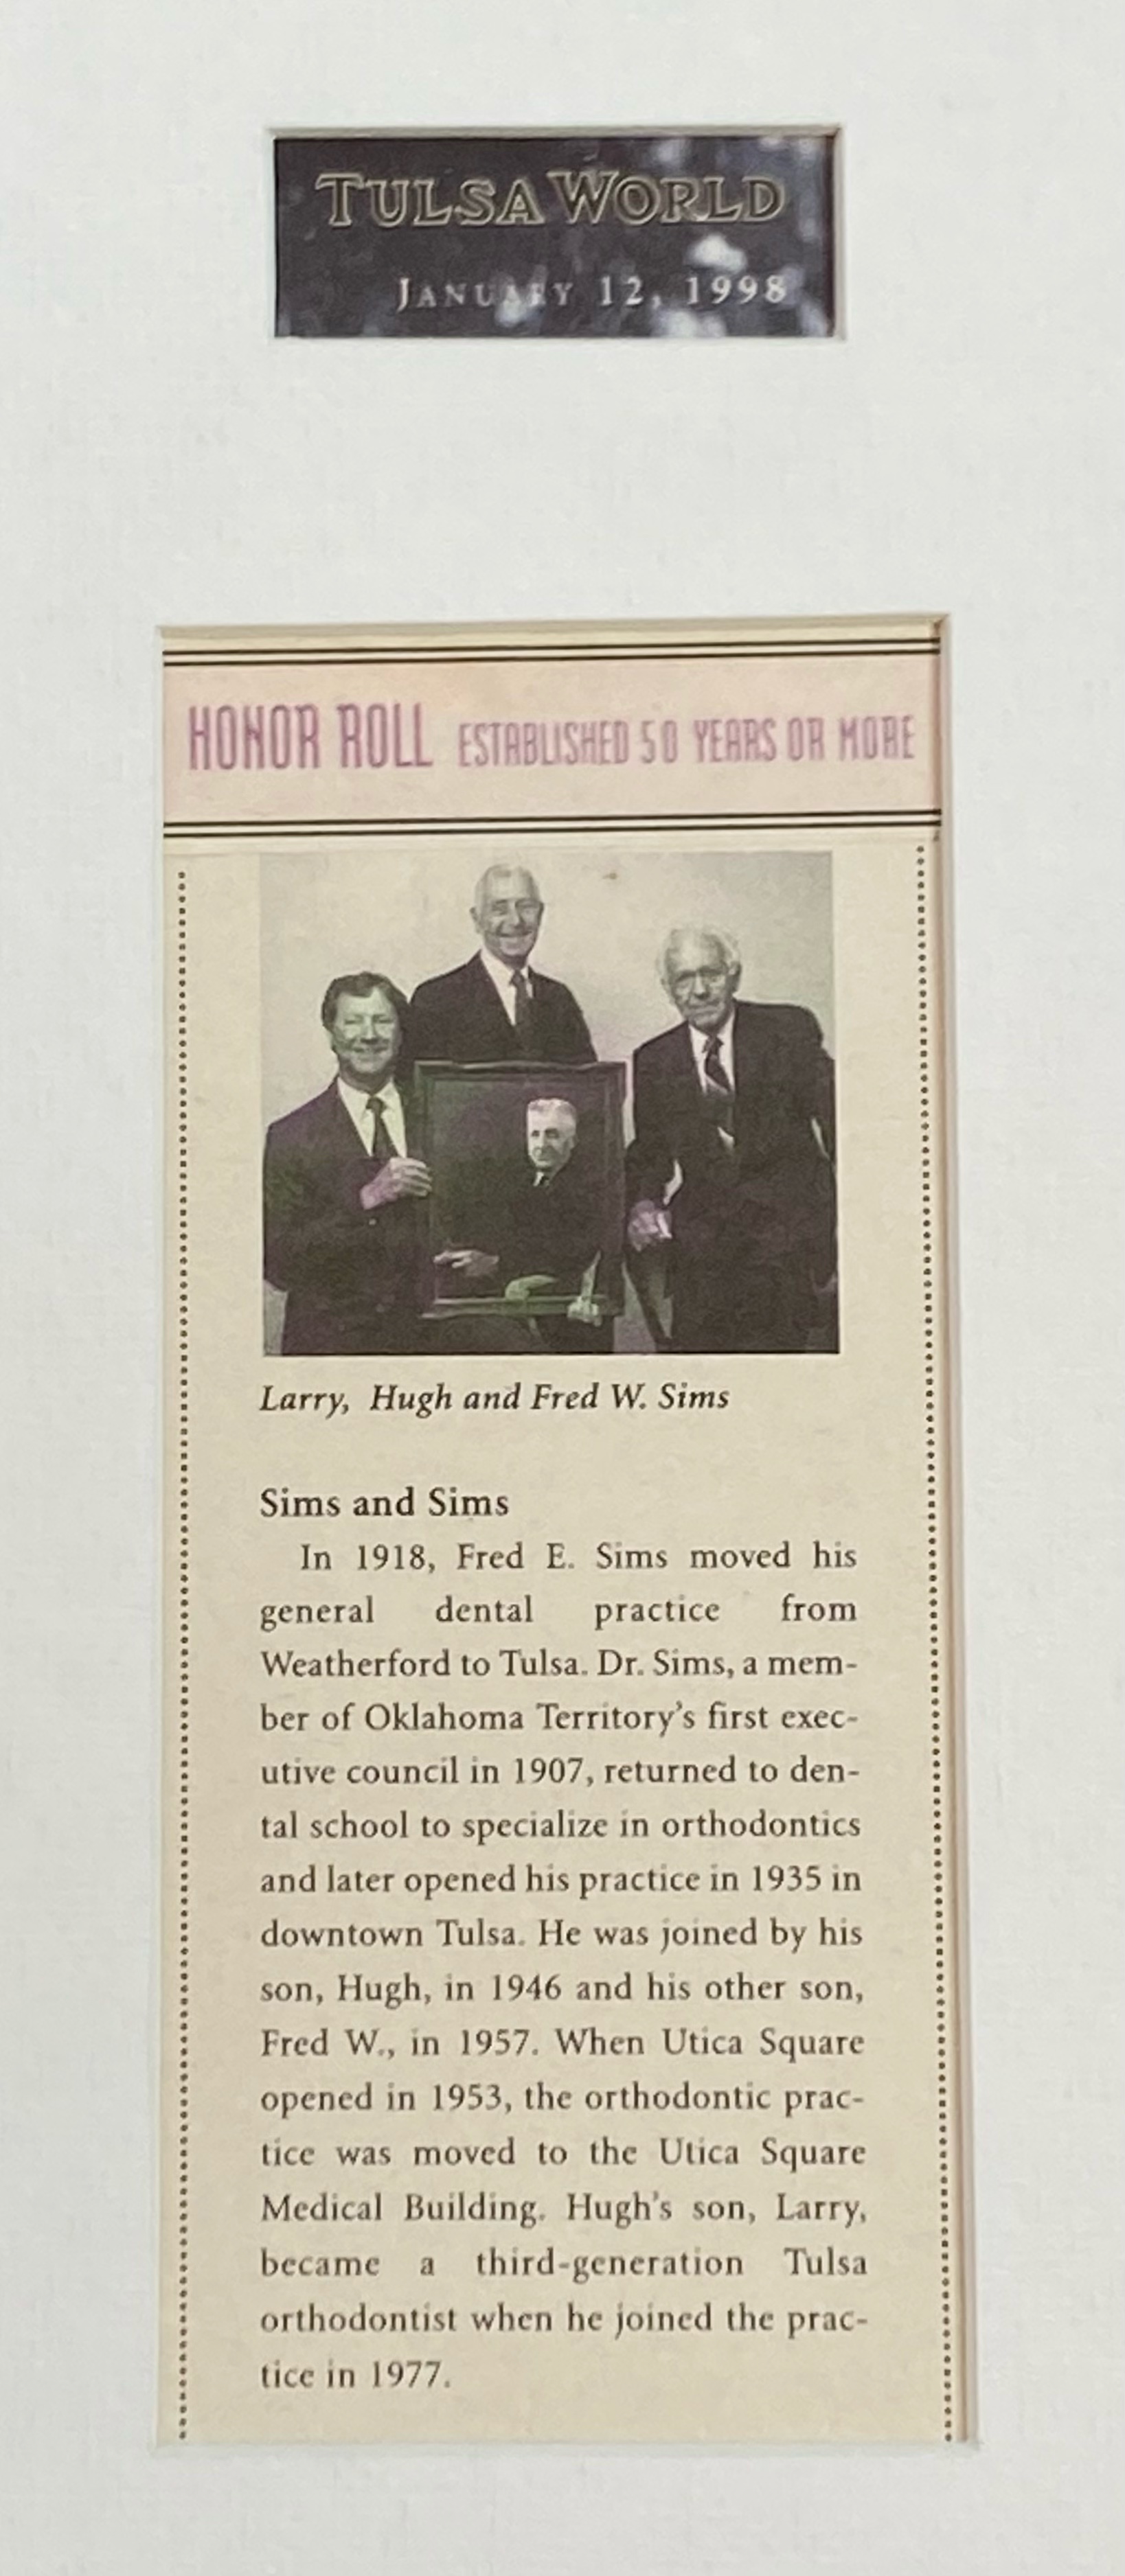 TULSA WORLD
JANUARY 12, 1998
HONOR ROLL ESTABLISHED 50 YEARS OR MORE
Larry, Hugh and Fred W. Sims
Sims and Sims
In 1918, Fred E. Sims moved his
general dental practice from
Weatherford to Tulsa. Dr. Sims, a mem-
ber of Oklahoma Territory's first exec-
utive council in 1907, returned to den-
tal school to specialize in orthodontics
and later opened his practice in 1935 in
downtown Tulsa. He was joined by his
son, Hugh, in 1946 and his other son,
Fred W., in 1957. When Utica Square
opened in 1953, the orthodontic prac-
tice was moved to the Utica Square
Medical Building. Hugh's son, Larry,
became a third-generation Tulsa
orthodontist when he joined the prac-
tice in 1977.